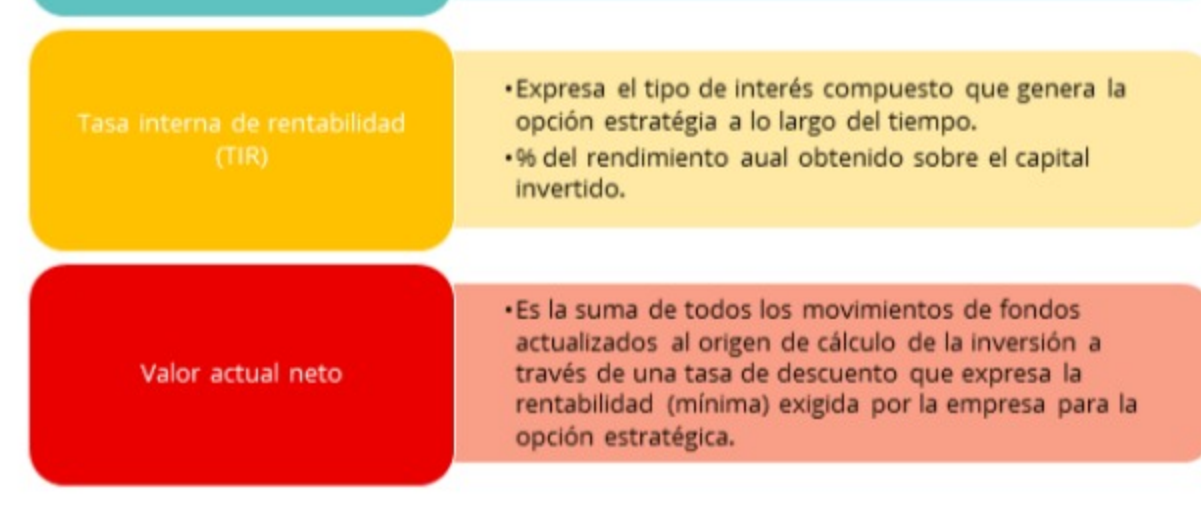 Tasa interna de rentabilidad
(TIR)
•Expresa el tipo de interés compuesto que genera la
opción estratégia a lo largo del tiempo.
•% del rendimiento aual obtenido sobre el capital
invertido.
Valor actual neto
•Es la suma de todos los movimientos de fondos
actualizados al origen de cálculo de la inversión a
través de una tasa de descuento que expresa la
rentabilidad (mínima) exigida por la empresa para la
opción estratégica.